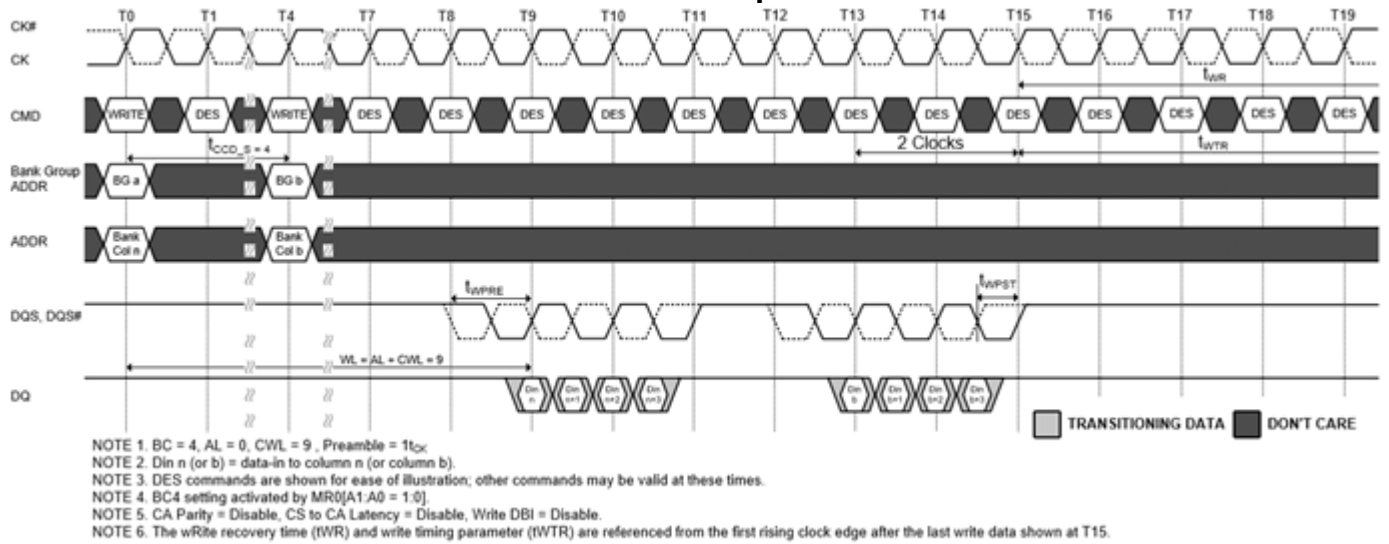 T0 T1 T4 T7 T8 T9 T10 T11 T12 T13 T14 T15 T16 T17 T18 T19
CK#
CK
tWR
CMD WRITE DES WRITE DES DES DES DES DES DES DES DES DES DES DES DES DES
tCCD_S = 4
2 Clocks
tWTR
Bank Group
ADDR
BG a BG b
ADDR
Bank
Col n
Bank
Col b
tWPRE
tWPST
DQS, DQS#
WL = AL + CWL = 9
DQ
Din
n
Din
n+1
Din
n+2
Din
n+3
Din
b
Din
b+1
Din
b+2
Din
b+3
TRANSITIONING DATA DON'T CARE
NOTE 1. BC = 4, AL = 0, CWL = 9 , Preamble = 1tCK
NOTE 2. Din n (or b) = data-in to column n (or column b).
NOTE 3. DES commands are shown for ease of illustration; other commands may be valid at these times.
NOTE 4. BC4 setting activated by MR0[A1:A0 = 1:0].
NOTE 5. CA Parity = Disable, CS to CA Latency = Disable, Write DBI = Disable.
NOTE 6. The wRite recovery time (tWR) and write timing parameter (tWTR) are referenced from the first rising clock edge after the last write data shown at T15.